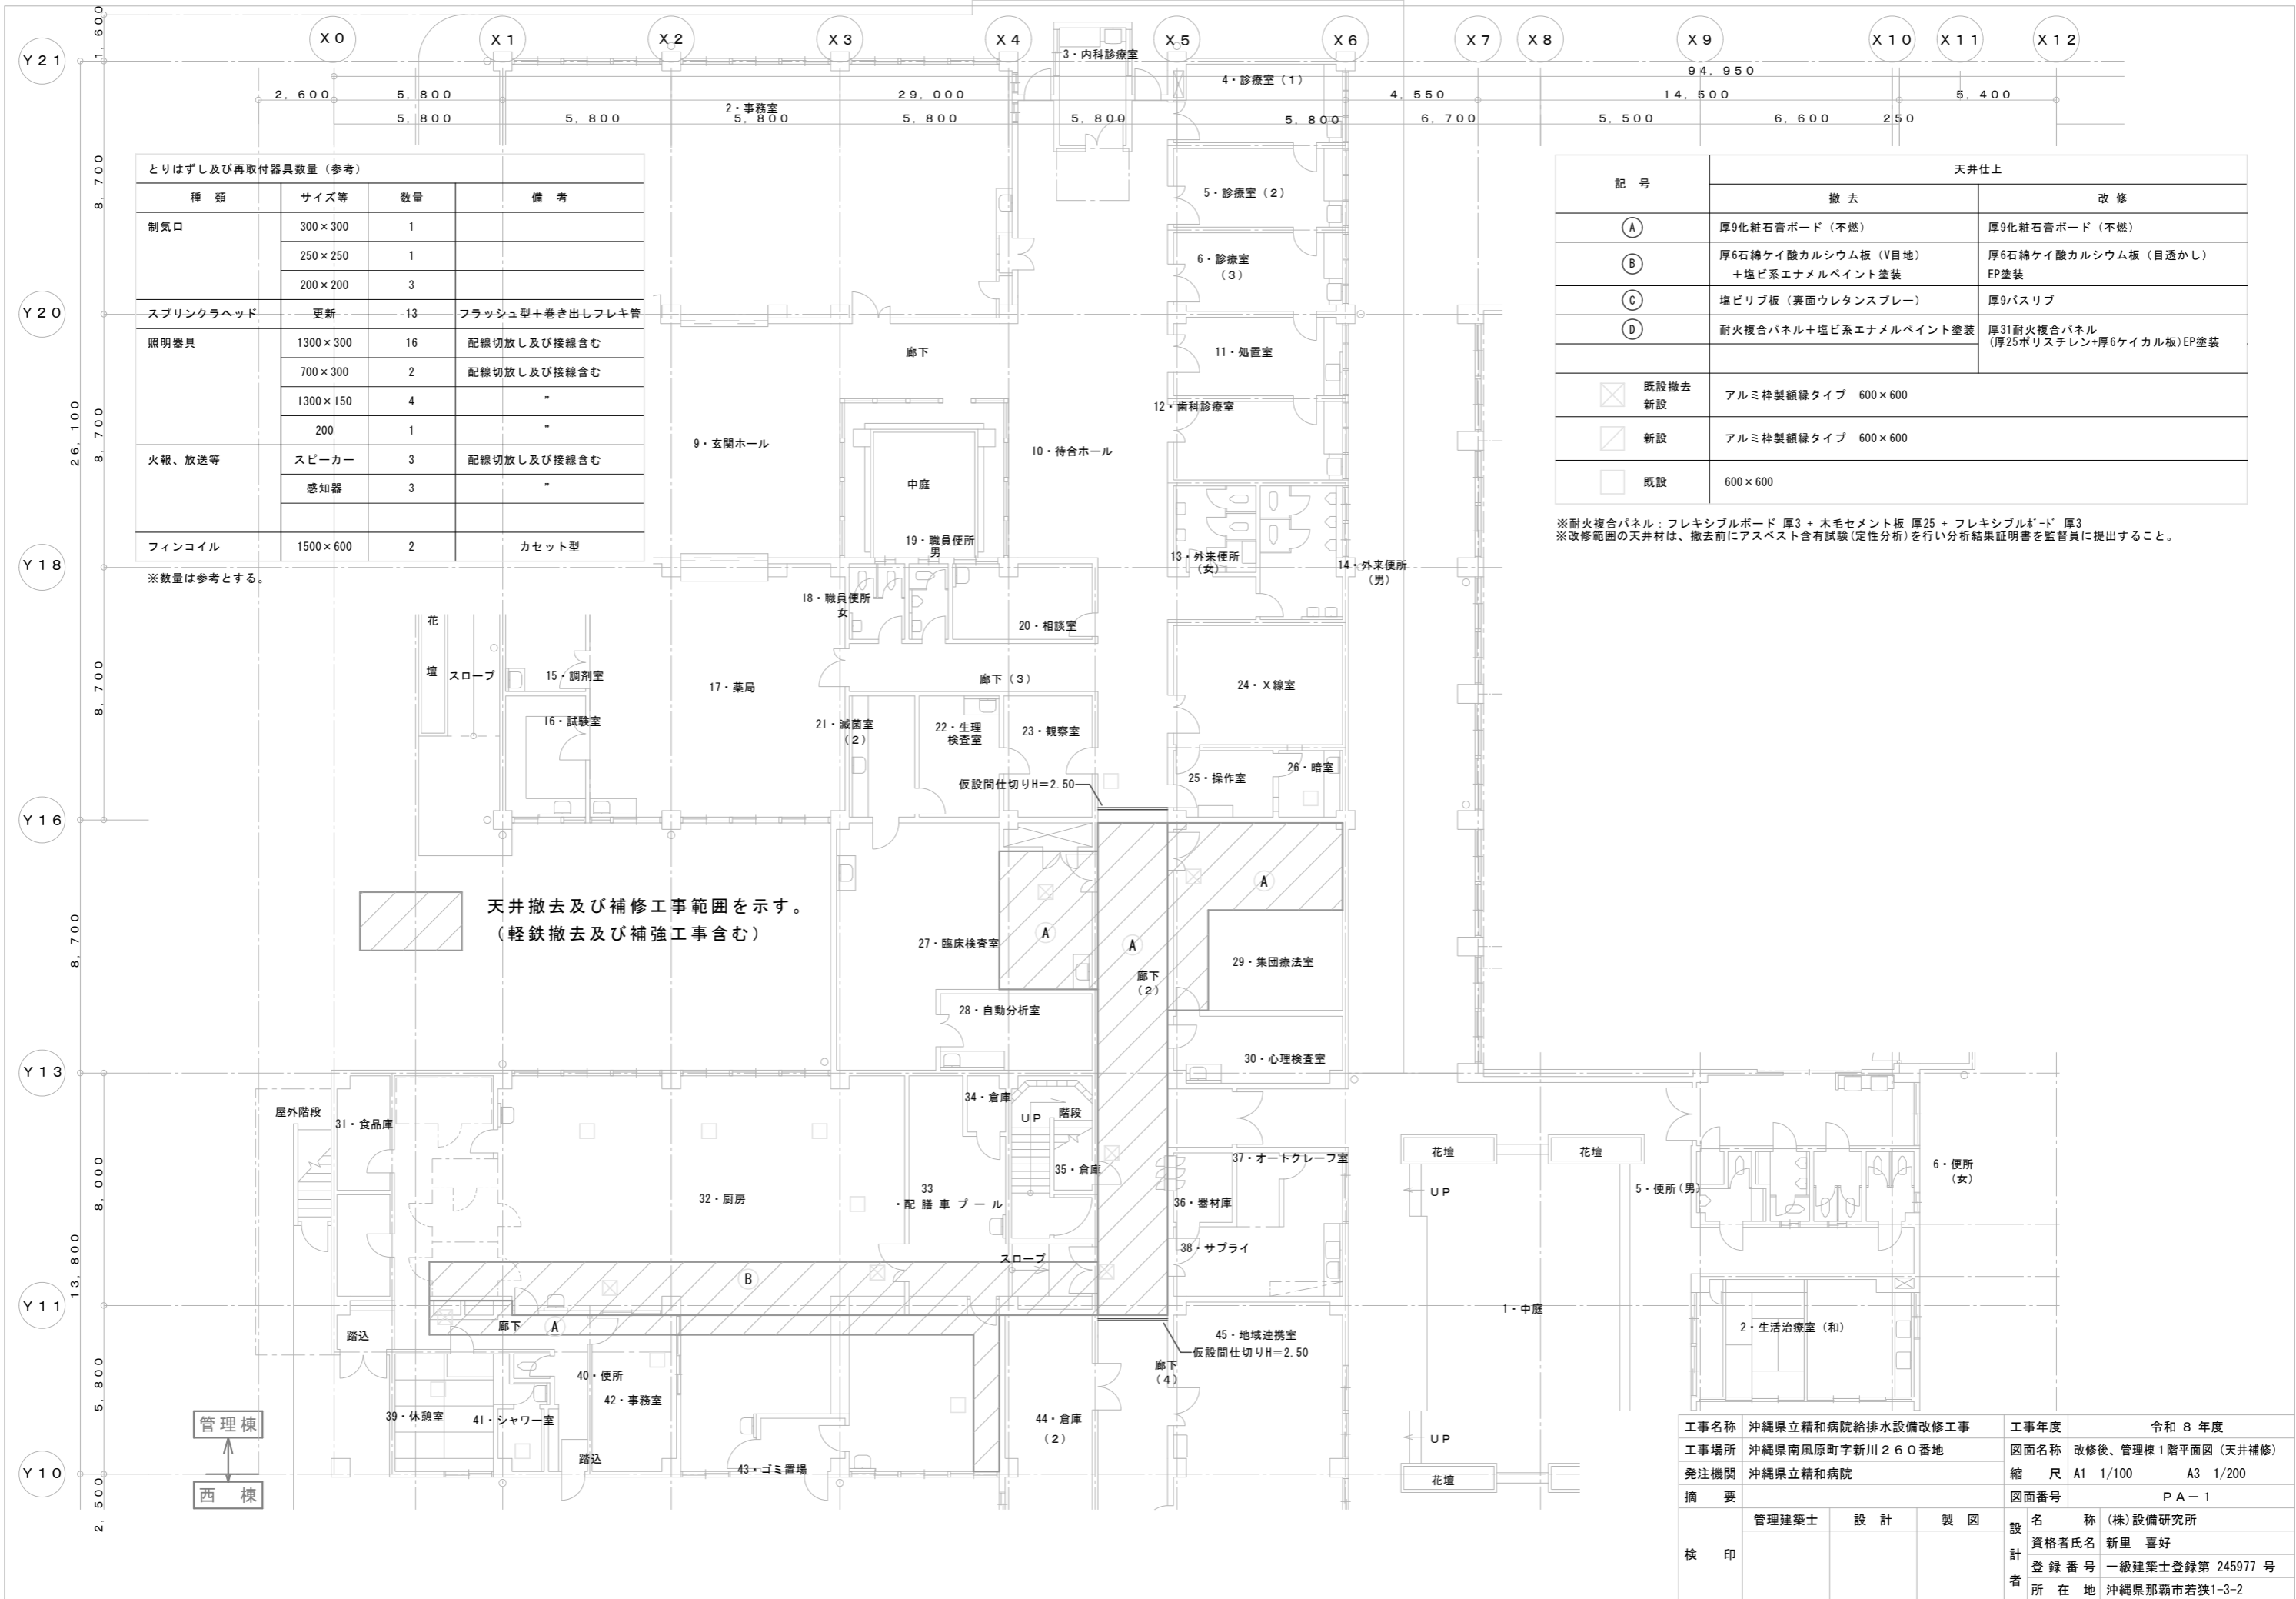 X0 X1 X2 X3 X4 X5 X6 X7 X8 X9 X10 X11 X12
Y21
Y20
Y18
Y16
Y13
Y11
Y10
1,600
8,700
8,700
26,100
8,700
8,700
8,000
13,800
5,800
2,500
94,950
2,600 5,800 29,000 4,550 14,500 5,400
5,800 5,800 5,800 5,800 5,800 5,800 6,700 5,500 6,600 250
とりはずし及び再取付器具数量(参考)
種 類 サイズ等 数量 備 考
制気口 300×300 1
250×250 1
200×200 3
スプリンクラヘッド 更新 13 フラッシュ型+巻き出しフレキ管
照明器具 1300×300 16 配線切放し及び接線含む
700×300 2 配線切放し及び接線含む
1300×150 4 〃
200 1 〃
火報、放送等 スピーカー 3 配線切放し及び接線含む
感知器 3 〃
フィンコイル 1500×600 2 カセット型
※数量は参考とする。
記 号 天井仕上
撤 去 改 修
A 厚9化粧石膏ボード(不燃) 厚9化粧石膏ボード(不燃)
B 厚6石綿ケイ酸カルシウム板(V目地) 厚6石綿ケイ酸カルシウム板(目透かし)
+塩ビ系エナメルペイント塗装 EP塗装
C 塩ビリブ板(裏面ウレタンスプレー) 厚9バスリブ
D 耐火複合パネル+塩ビ系エナメルペイント塗装 厚31耐火複合パネル
(厚25ポリスチレン+厚6ケイカル板)EP塗装
既設撤去
新設
アルミ枠製額縁タイプ 600×600
新設 アルミ枠製額縁タイプ 600×600
既設 600×600
※耐火複合パネル:フレキシブルボード 厚3 + 木毛セメント板 厚25 + フレキシブルボード 厚3
※改修範囲の天井材は、撤去前にアスベスト含有試験(定性分析)を行い分析結果証明書を監督員に提出すること。
2・事務室
3・内科診療室
4・診療室(1)
5・診療室(2)
6・診療室
(3)
廊下
11・処置室
12・歯科診療室
9・玄関ホール
10・待合ホール
中庭
19・職員便所
男
13・外来便所
(女)
14・外来便所
(男)
18・職員便所
女
20・相談室
花
壇
スロープ
15・調剤室
16・試験室
17・薬局
廊下(3)
24・X線室
21・滅菌室
(2)
22・生理
検査室
23・観察室
25・操作室
26・暗室
仮設間仕切りH=2.50
天井撤去及び補修工事範囲を示す。
(軽鉄撤去及び補強工事含む)
27・臨床検査室
A
A
A
廊下
(2)
29・集団療法室
28・自動分析室
30・心理検査室
屋外階段
31・食品庫
34・倉庫
UP
階段
35・倉庫
32・厨房
33
・配膳車プール
37・オートクレーフ室
36・器材庫
38・サプライ
スロープ
B
廊下
A
踏込
45・地域連携室
仮設間仕切りH=2.50
廊下
(4)
40・便所
42・事務室
39・休憩室
41・シャワー室
44・倉庫
(2)
踏込
43・ゴミ置場
花壇
花壇
UP
1・中庭
UP
花壇
5・便所(男)
6・便所
(女)
2・生活治療室(和)
管理棟
西 棟
工事名称 沖縄県立精和病院給排水設備改修工事 工事年度 令和 8 年度
工事場所 沖縄県南風原町字新川260番地 図面名称 改修後、管理棟1階平面図(天井補修)
発注機関 沖縄県立精和病院 縮 尺 A1 1/100 A3 1/200
摘 要 図面番号 PA-1
検 印 管理建築士 設 計 製 図
設計者
名 称 (株)設備研究所
資格者氏名 新里 喜好
登録番号 一級建築士登録第 245977 号
所 在 地 沖縄県那覇市若狭1-3-2